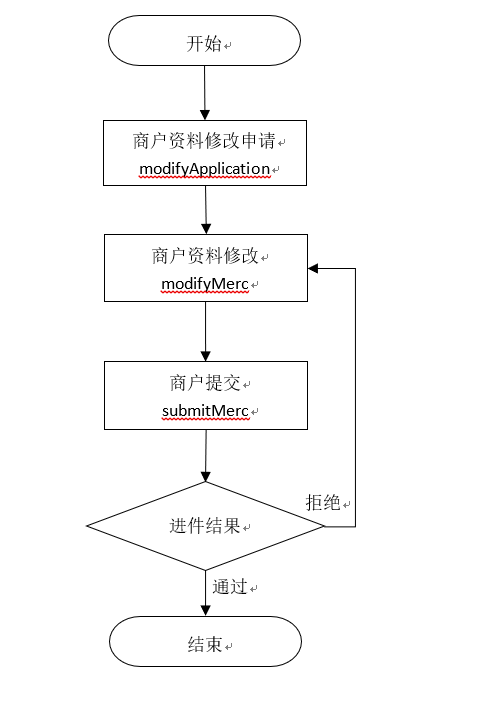 开始
商户资料修改申请
modifyApplication
商户资料修改
modifyMerc
商户提交
submitMerc
拒绝
进件结果
通过
结束